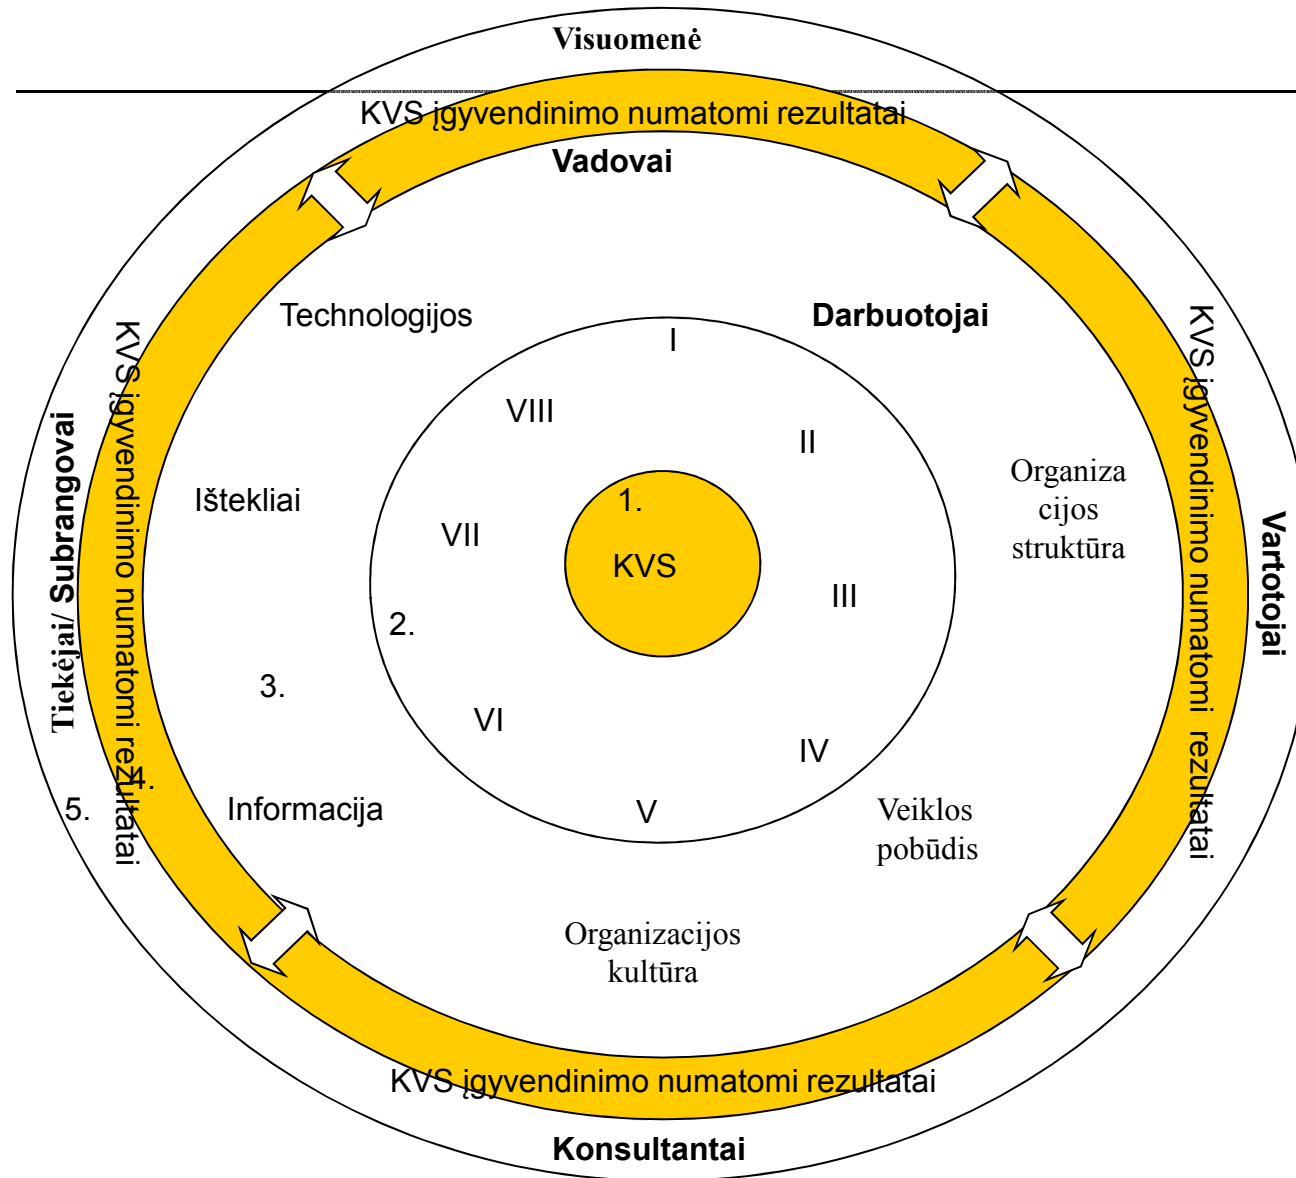 Visuomenė
KVS įgyvendinimo numatomi rezultatai
Vadovai
Technologijos
Darbuotojai
I
VIII
II
Ištekliai
1.
KVS
VII
III
2.
3.
VI
IV
V
Organiza
cijos
struktūra
Informacija
Veiklos
pobūdis
Organizacijos
kultūra
KVS įgyvendinimo numatomi rezultatai
4.
Tiekėjai/ Subrangovai
5.
KVS įgyvendinimo numatomi rezultatai
Vartotojai
KVS įgyvendinimo numatomi rezultatai
Konsultantai